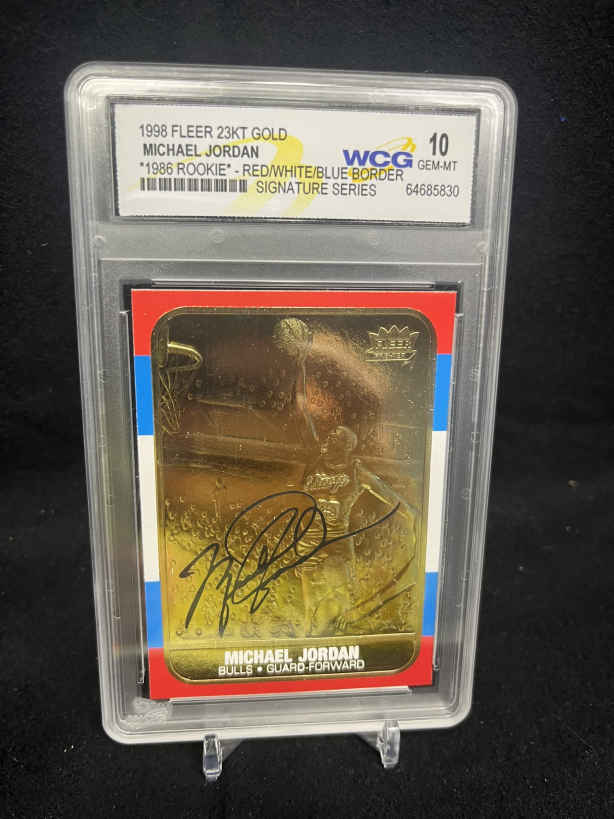 1998 FLEER 23KT GOLD
MICHAEL JORDAN
*1986 ROOKIE* - RED/WHITE/BLUE BORDER
SIGNATURE SERIES
WCG
10
GEM-MT
64685830
FLEER
PREMIER
MICHAEL JORDAN
BULLS • GUARD-FORWARD